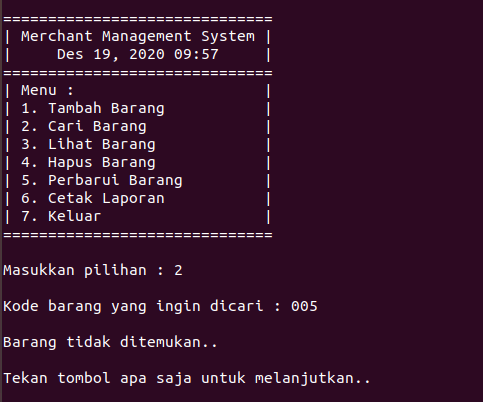 ==============================
| Merchant Management System |
|     Des 19, 2020 09:57     |
==============================
| Menu :                     |
| 1. Tambah Barang           |
| 2. Cari Barang             |
| 3. Lihat Barang            |
| 4. Hapus Barang            |
| 5. Perbarui Barang         |
| 6. Cetak Laporan           |
| 7. Keluar                  |
==============================
Masukkan pilihan : 2
Kode barang yang ingin dicari : 005
Barang tidak ditemukan..
Tekan tombol apa saja untuk melanjutkan..